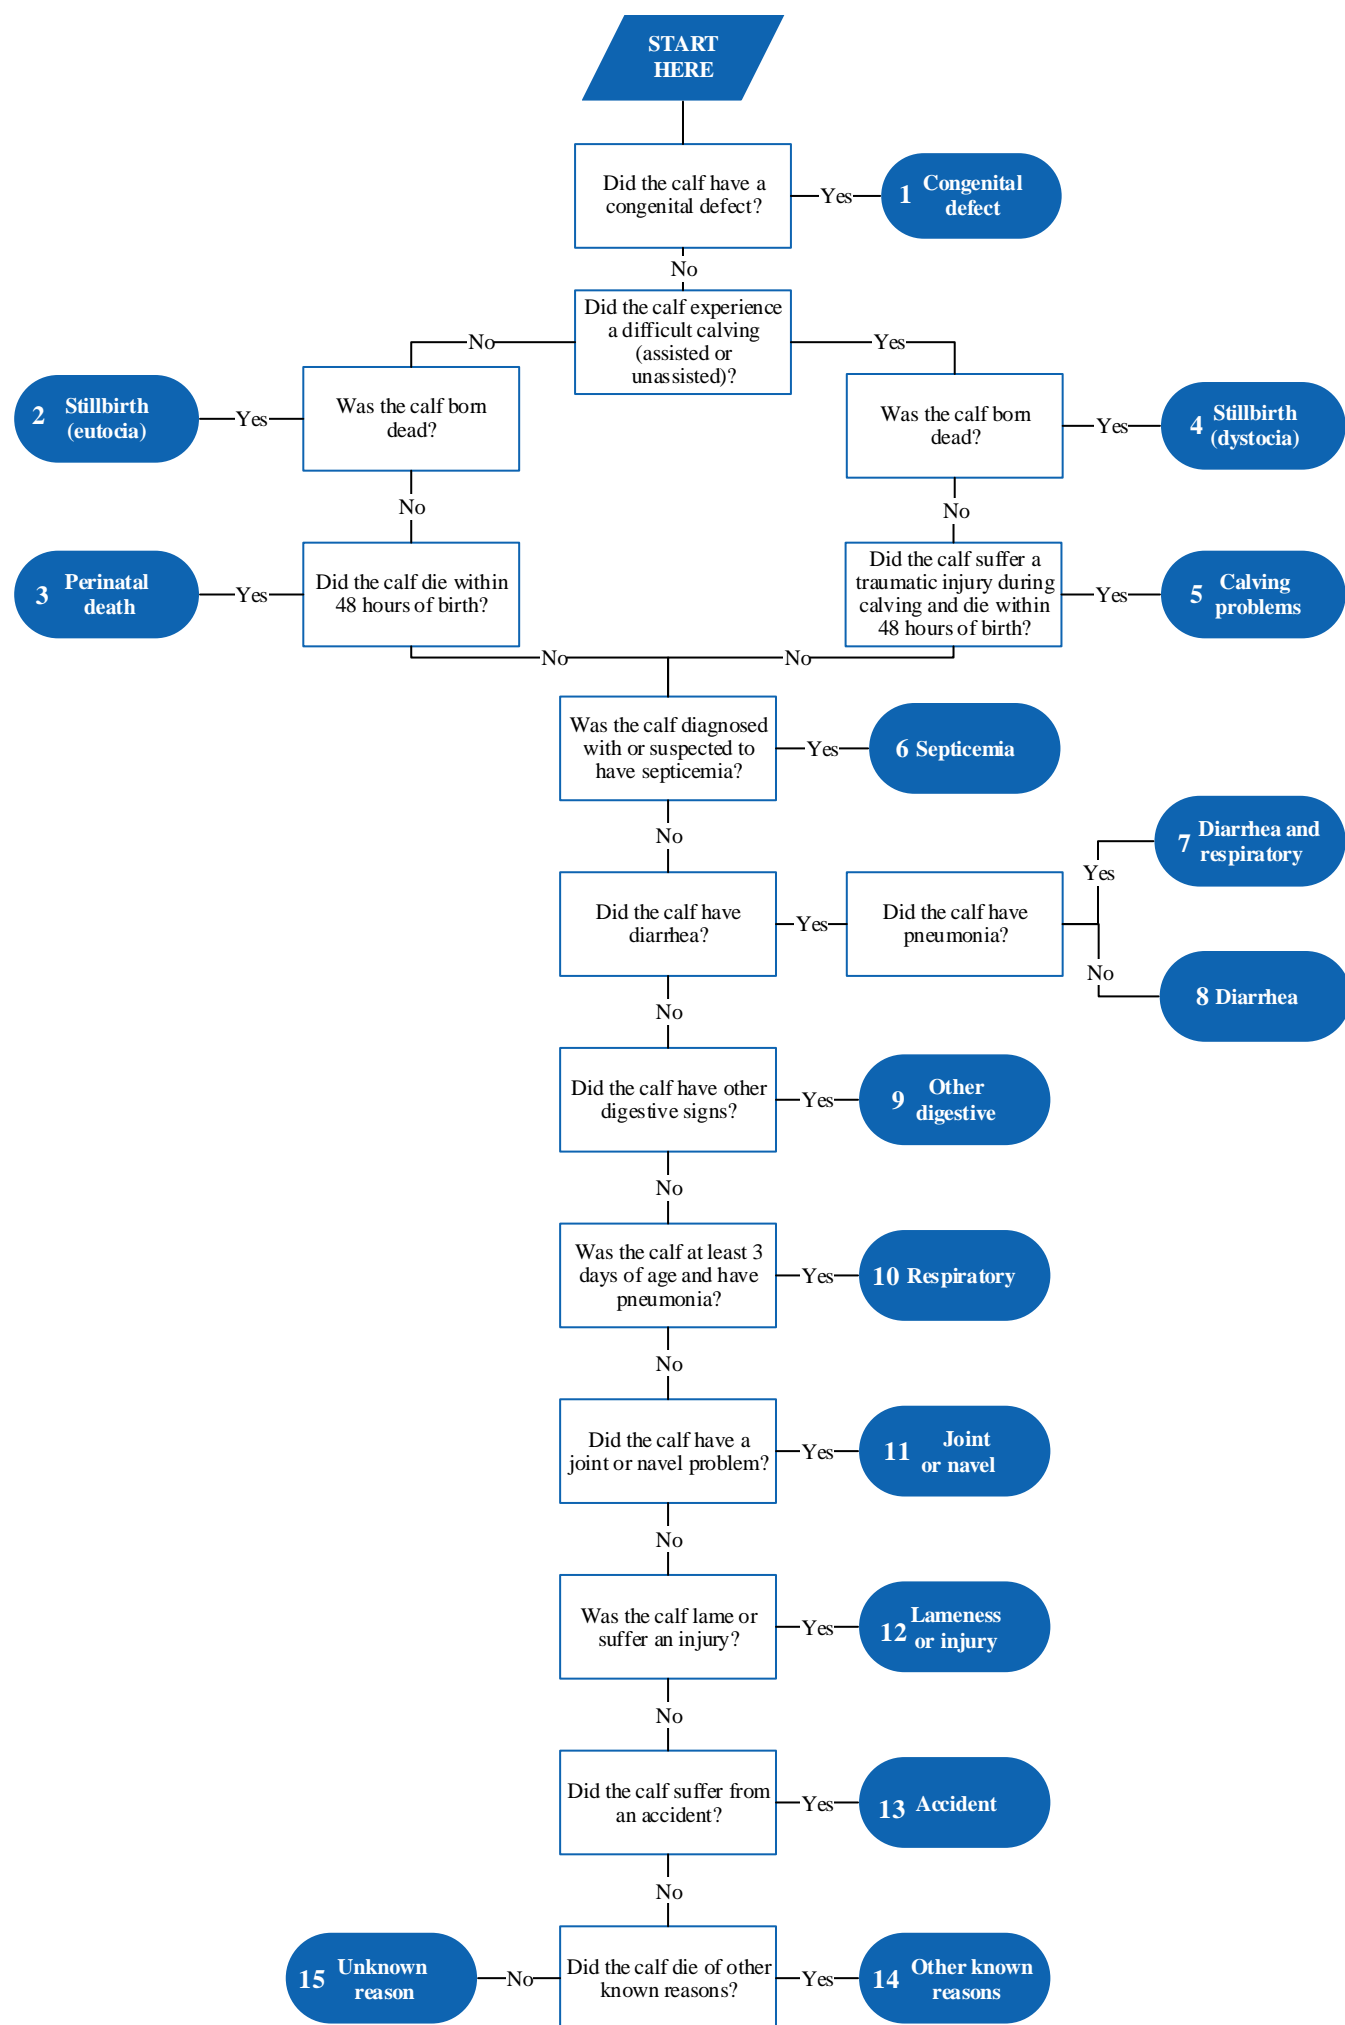 START
HERE
Did the calf have a
congenital defect?
Yes
1 Congenital
defect
No
Did the calf experience
a difficult calving
(assisted or
unassisted)?
No
Yes
2 Stillbirth
(eutocia)
Yes
Was the calf born
dead?
Was the calf born
dead?
Yes
4 Stillbirth
(dystocia)
No
No
3 Perinatal
death
Yes
Did the calf die within
48 hours of birth?
Did the calf suffer a
traumatic injury during
calving and die within
48 hours of birth?
Yes
5 Calving
problems
No
No
Was the calf diagnosed
with or suspected to
have septicemia?
Yes
6 Septicemia
No
Did the calf have
diarrhea?
Yes
Did the calf have
pneumonia?
Yes
7 Diarrhea and
respiratory
No
8 Diarrhea
No
Did the calf have other
digestive signs?
Yes
9 Other
digestive
No
Was the calf at least 3
days of age and have
pneumonia?
Yes
10 Respiratory
No
Did the calf have a
joint or navel problem?
Yes
11 Joint
or navel
No
Was the calf lame or
suffer an injury?
Yes
12 Lameness
or injury
No
Did the calf suffer from
an accident?
Yes
13 Accident
No
15 Unknown
reason
No
Did the calf die of other
known reasons?
Yes
14 Other known
reasons